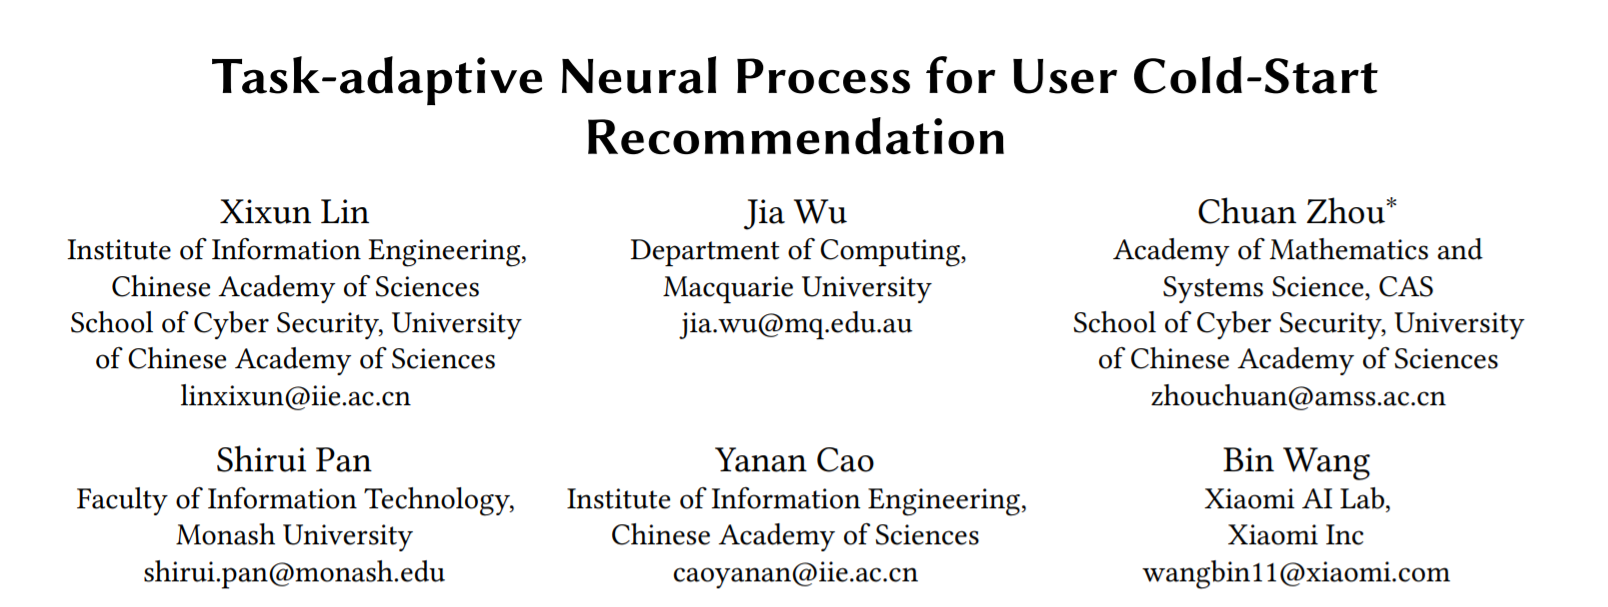 Task-adaptive Neural Process for User Cold-Start
Recommendation
Xixun Lin
Institute of Information Engineering,
Chinese Academy of Sciences
School of Cyber Security, University
of Chinese Academy of Sciences
linxixun@iie.ac.cn
Jia Wu
Department of Computing,
Macquarie University
jia.wu@mq.edu.au
Chuan Zhou*
Academy of Mathematics and
Systems Science, CAS
School of Cyber Security, University
of Chinese Academy of Sciences
zhouchuan@amss.ac.cn
Shirui Pan
Faculty of Information Technology,
Monash University
shirui.pan@monash.edu
Yanan Cao
Institute of Information Engineering,
Chinese Academy of Sciences
caoyanan@iie.ac.cn
Bin Wang
Xiaomi AI Lab,
Xiaomi Inc
wangbin11@xiaomi.com